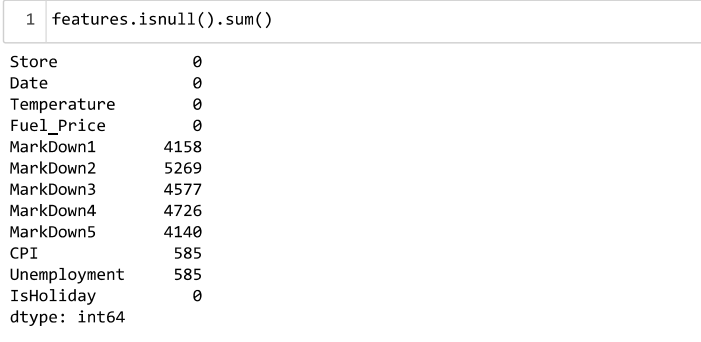 1 features.isnull().sum()
Store 0
Date 0
Temperature 0
Fuel_Price 0
MarkDown1 4158
MarkDown2 5269
MarkDown3 4577
MarkDown4 4726
MarkDown5 4140
CPI 585
Unemployment 585
IsHoliday 0
dtype: int64